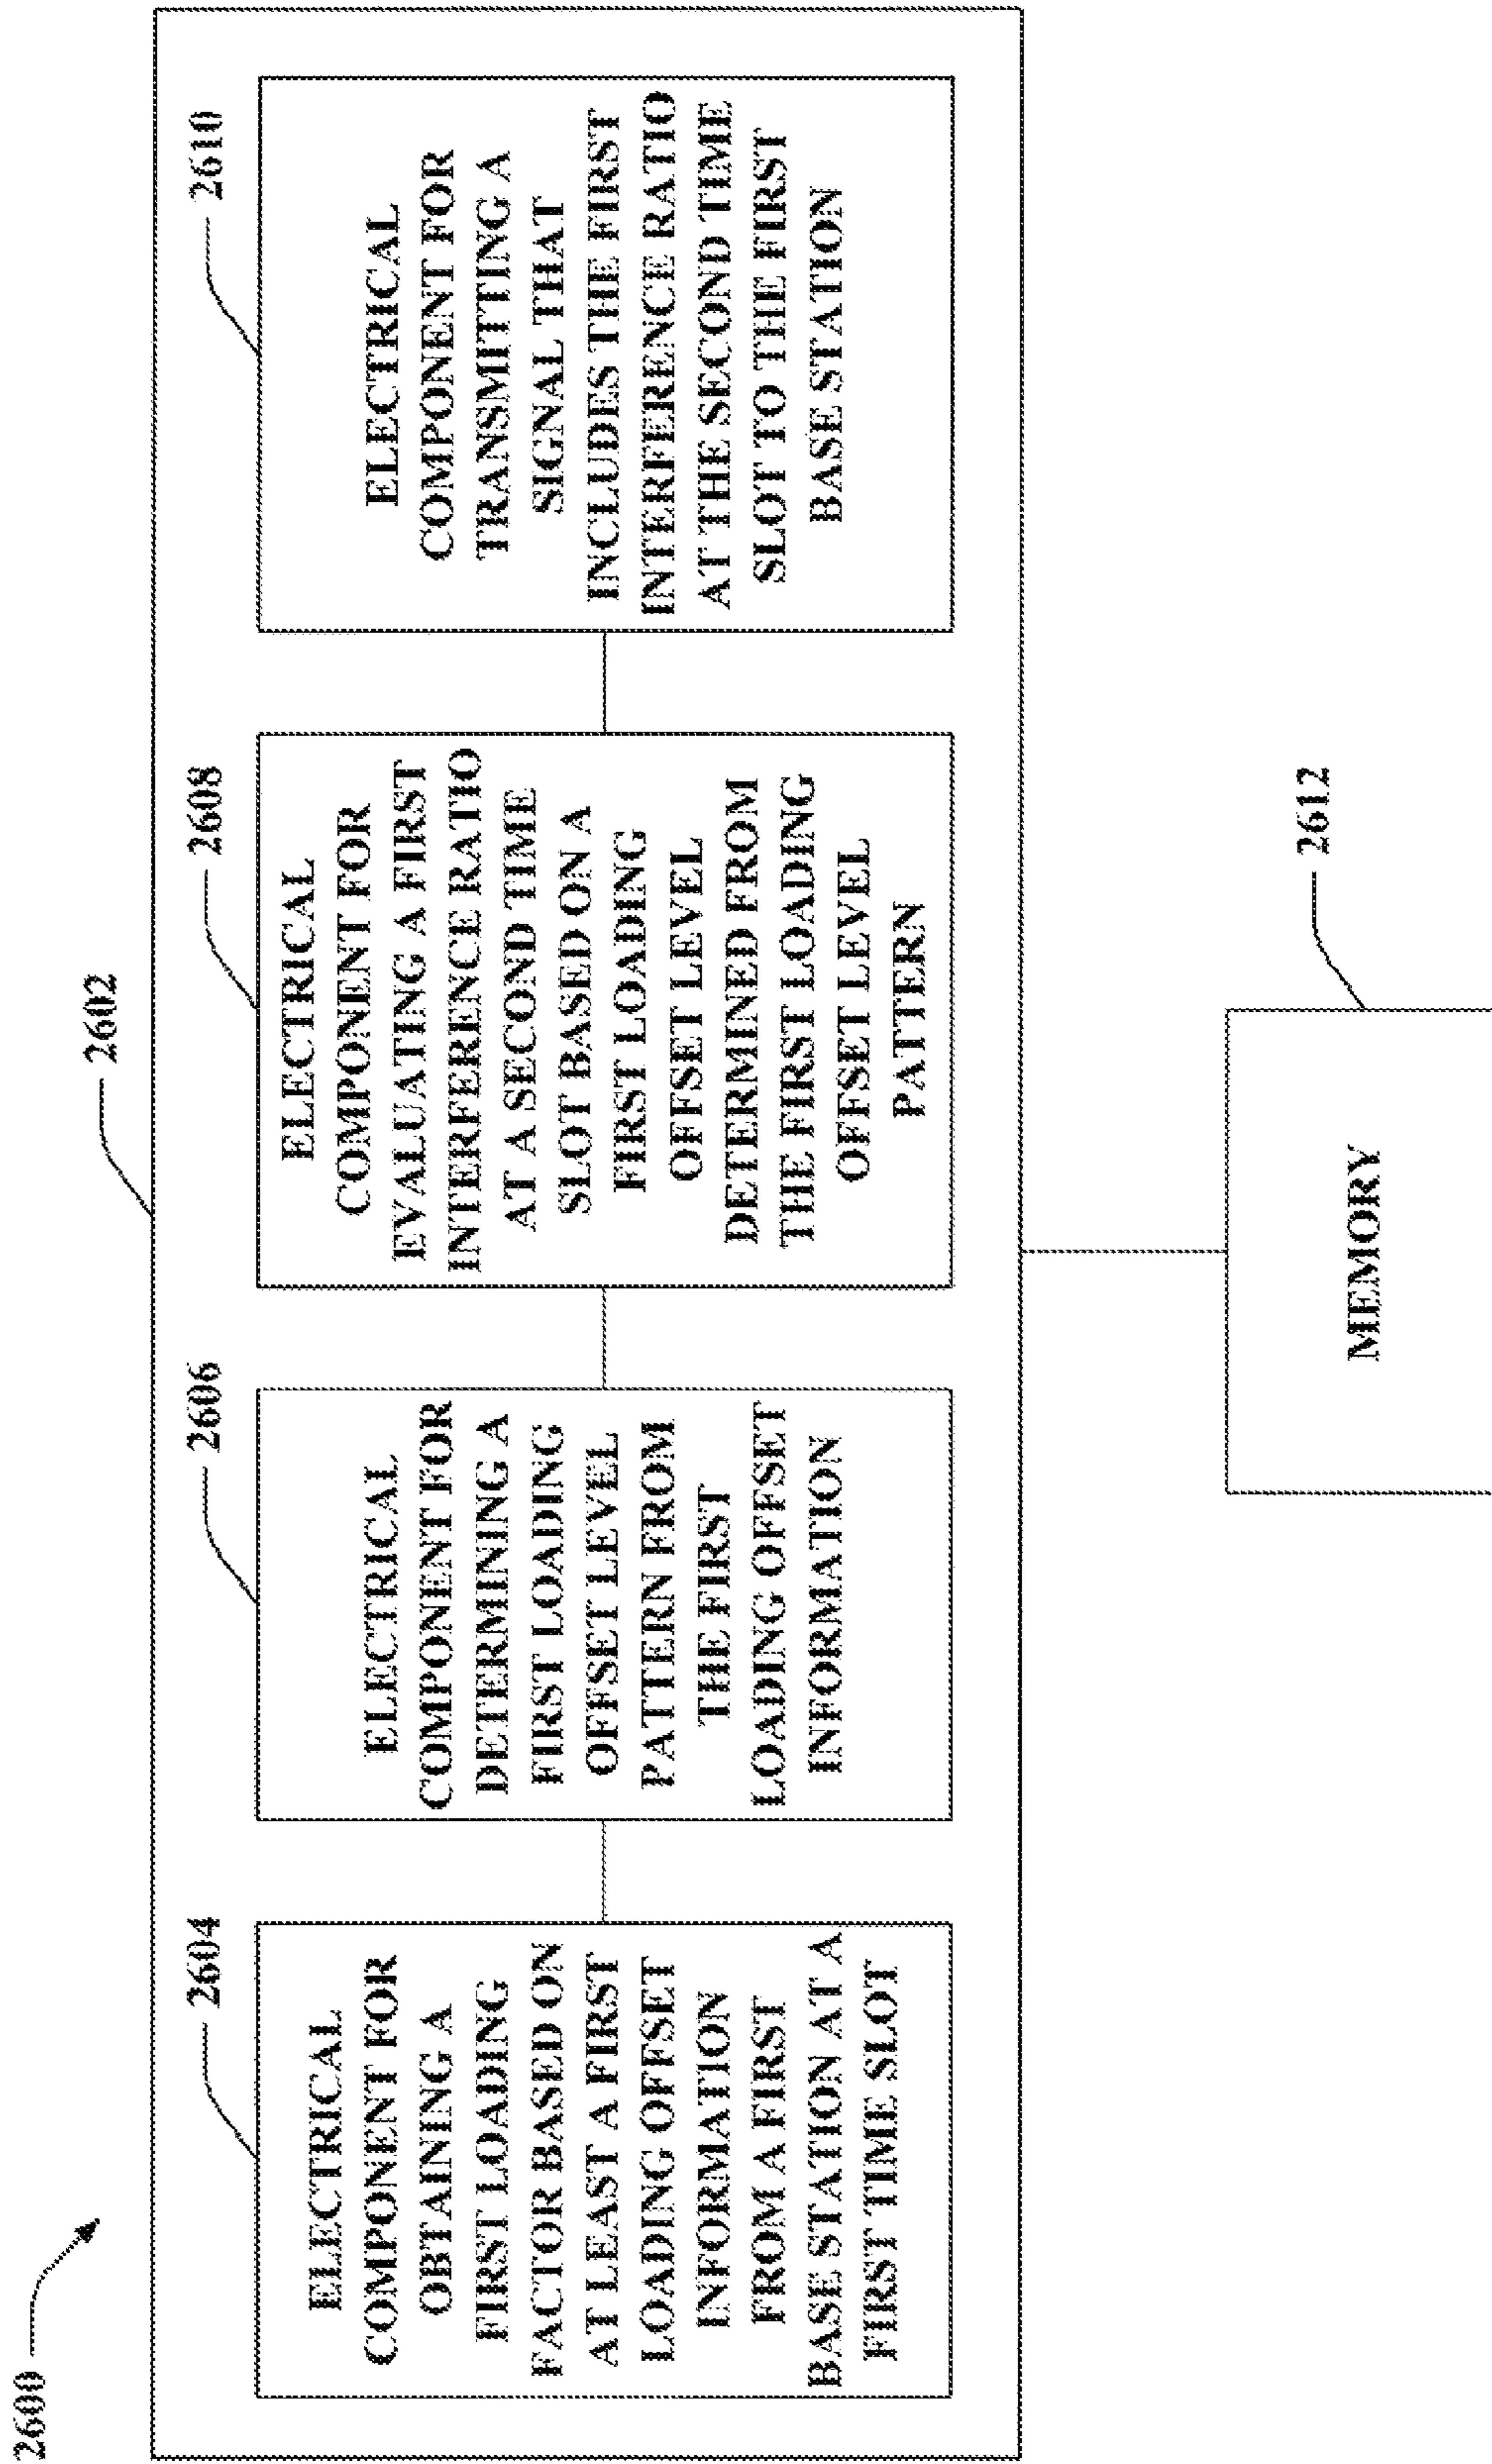 2600
2602
2604
ELECTRICAL
COMPONENT FOR
OBTAINING A
FIRST LOADING
FACTOR BASED ON
AT LEAST A FIRST
LOADING OFFSET
INFORMATION
FROM A FIRST
BASE STATION AT A
FIRST TIME SLOT
2606
ELECTRICAL
COMPONENT FOR
DETERMINING A
FIRST LOADING
OFFSET LEVEL
PATTERN FROM
THE FIRST
LOADING OFFSET
INFORMATION
2608
ELECTRICAL
COMPONENT FOR
EVALUATING A FIRST
INTERFERENCE RATIO
AT A SECOND TIME
SLOT BASED ON A
FIRST LOADING
OFFSET LEVEL
DETERMINED FROM
THE FIRST LOADING
OFFSET LEVEL
PATTERN
2610
ELECTRICAL
COMPONENT FOR
TRANSMITTING A
SIGNAL THAT
INCLUDES THE FIRST
INTERFERENCE RATIO
AT THE SECOND TIME
SLOT TO THE FIRST
BASE STATION
2612
MEMORY